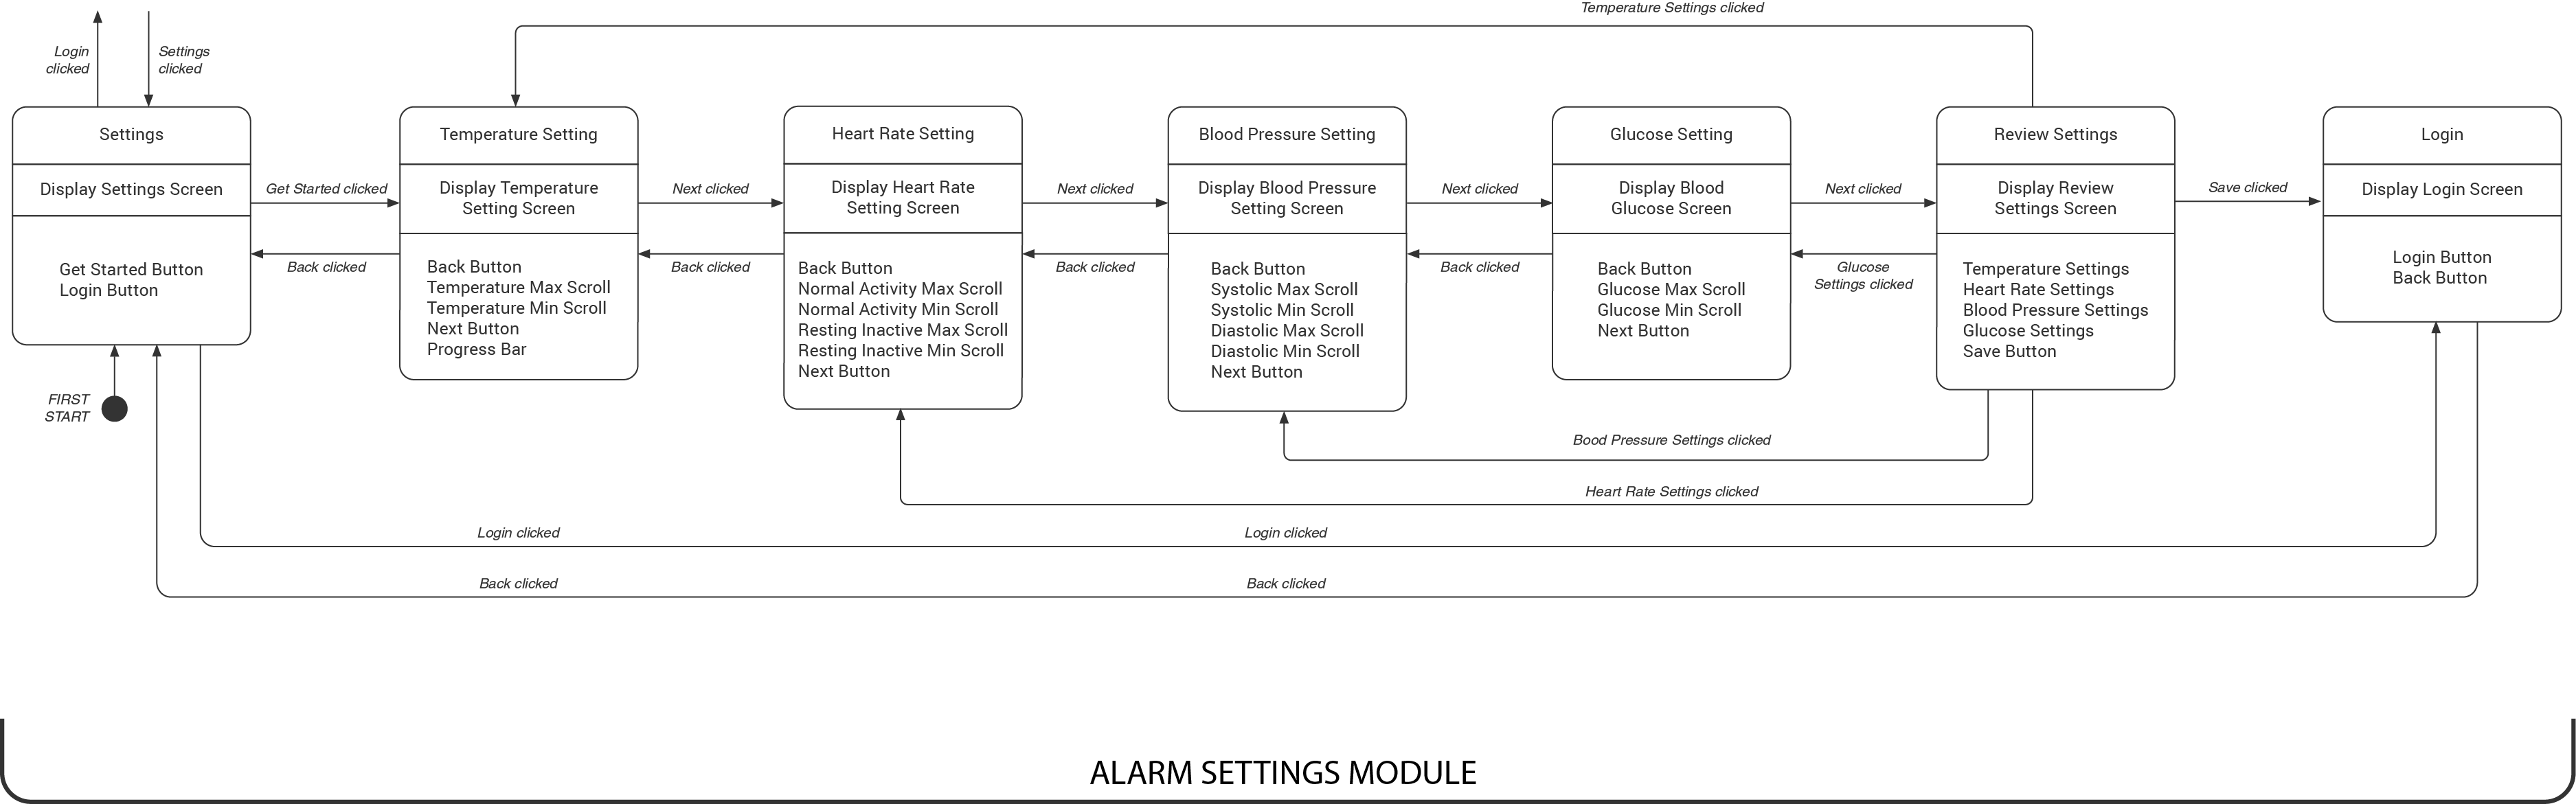 Temperature Settings clicked
Login
clicked
Settings
clicked
Settings
Display Settings Screen
Get Started Button
Login Button
FIRST
START
Get Started clicked
Back clicked
Temperature Setting
Display Temperature
Setting Screen
Back Button
Temperature Max Scroll
Temperature Min Scroll
Next Button
Progress Bar
Next clicked
Back clicked
Heart Rate Setting
Display Heart Rate
Setting Screen
Back Button
Normal Activity Max Scroll
Normal Activity Min Scroll
Resting Inactive Max Scroll
Resting Inactive Min Scroll
Next Button
Next clicked
Back clicked
Blood Pressure Setting
Display Blood Pressure
Setting Screen
Back Button
Systolic Max Scroll
Systolic Min Scroll
Diastolic Max Scroll
Diastolic Min Scroll
Next Button
Next clicked
Back clicked
Glucose Setting
Display Blood
Glucose Screen
Back Button
Glucose Max Scroll
Glucose Min Scroll
Next Button
Next clicked
Glucose
Settings clicked
Review Settings
Display Review
Settings Screen
Temperature Settings
Heart Rate Settings
Blood Pressure Settings
Glucose Settings
Save Button
Save clicked
Login
Display Login Screen
Login Button
Back Button
Bood Pressure Settings clicked
Heart Rate Settings clicked
Login clicked
Login clicked
Back clicked
Back clicked
ALARM SETTINGS MODULE